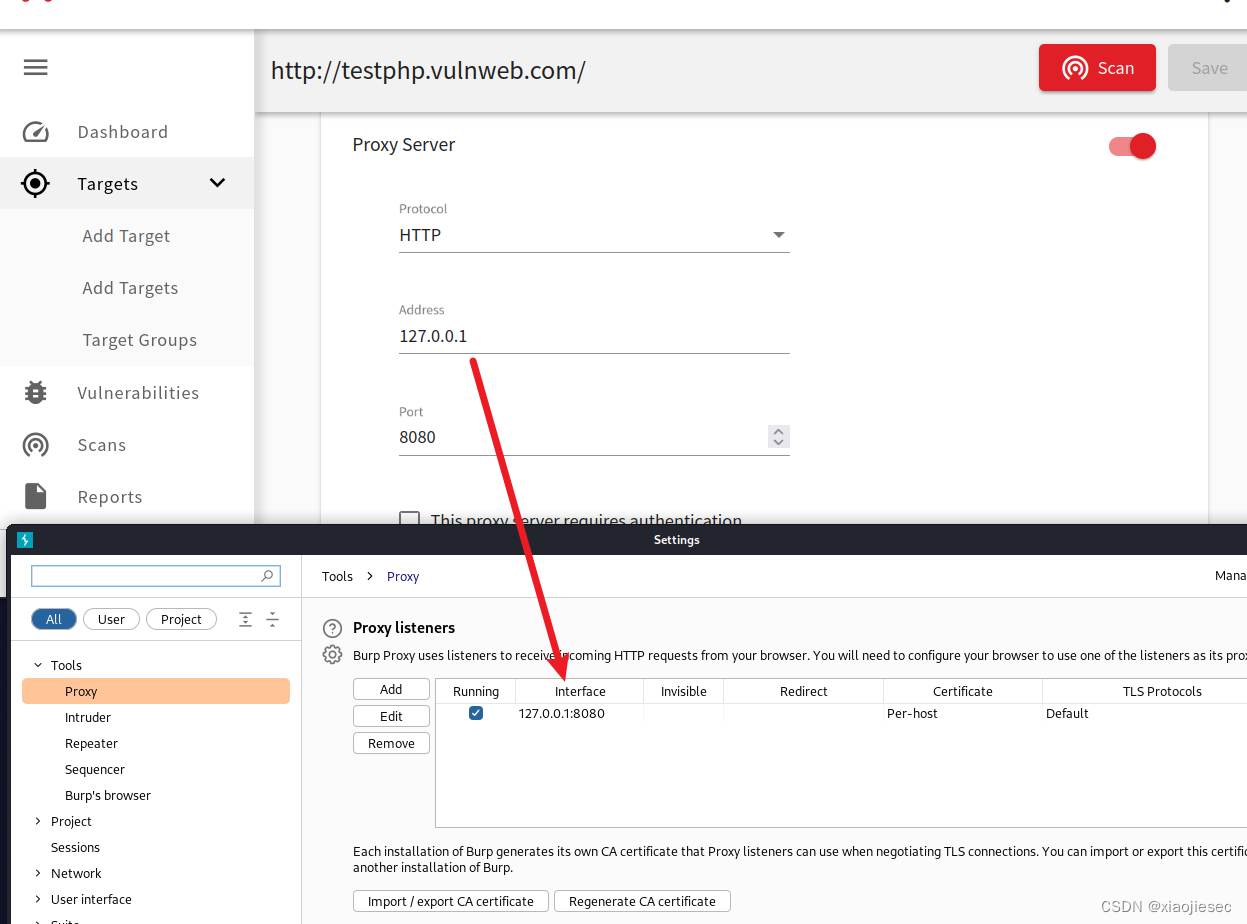 http://testphp.vulnweb.com/
Scan
Save
Dashboard
Targets
Add Target
Add Targets
Target Groups
Vulnerabilities
Scans
Reports
Proxy Server
Protocol
HTTP
Address
127.0.0.1
Port
8080
This proxy server requires authentication
Settings
Tools > Proxy
Mana
All User Project
Tools
Proxy
Intruder
Repeater
Sequencer
Burp's browser
Project
Sessions
Network
User interface
Suite
Proxy listeners
Burp Proxy uses listeners to receive incoming HTTP requests from your browser. You will need to configure your browser to use one of the listeners as its prox
Add
Edit
Remove
Running Interface Invisible Redirect Certificate TLS Protocols
127.0.0.1:8080 Per-host Default
Each installation of Burp generates its own CA certificate that Proxy listeners can use when negotiating TLS connections. You can import or export this certific
another installation of Burp.
Import / export CA certificate
Regenerate CA certificate
CSDN @xiaojiesec